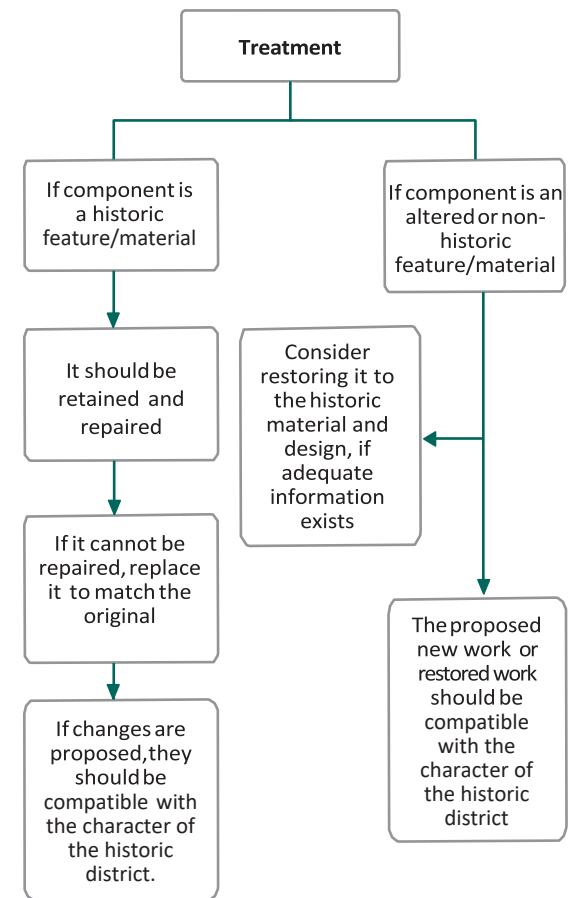 Treatment
If component is
a historic
feature/material
If component is an
altered or non-
historic
feature/material
It should be
retained and
repaired
Consider
restoring it to
the historic
material and
design, if
adequate
information
exists
If it cannot be
repaired, replace
it to match the
original
The proposed
new work or
restored work
should be
compatible
with the
character of
the historic
district
If changes are
proposed, they
should be
compatible with
the character of
the historic
district.